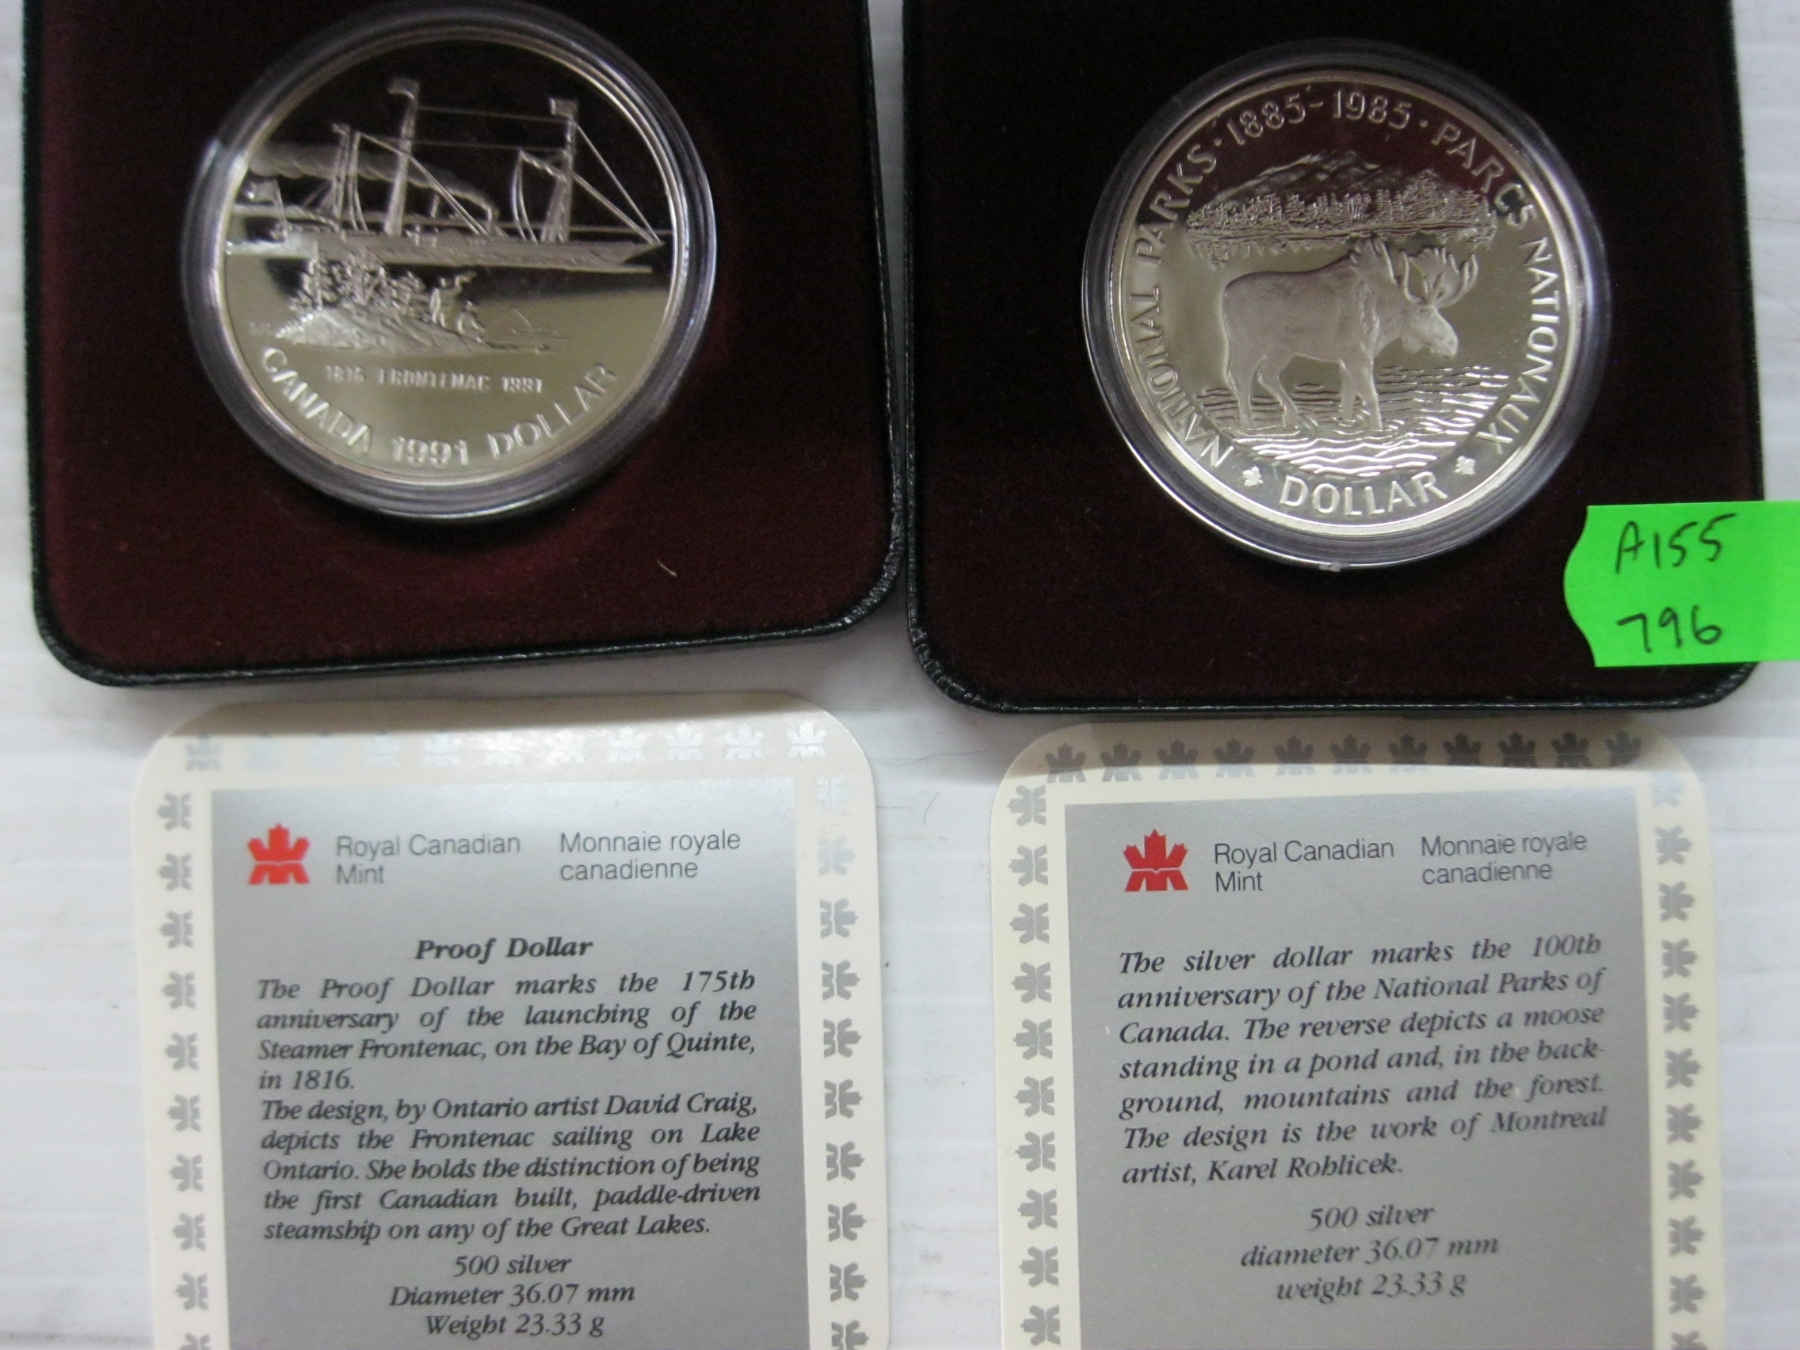 1816 FRONTENAC 1991
CANADA 1991 DOLLAR
NATIONAL PARKS · 1885-1985 · PARCS NATIONAUX
DOLLAR
A155
796
Royal Canadian
Mint
Monnaie royale
canadienne
Proof Dollar
The Proof Dollar marks the 175th
anniversary of the launching of the
Steamer Frontenac, on the Bay of Quinte,
in 1816.
The design, by Ontario artist David Craig,
depicts the Frontenac sailing on Lake
Ontario. She holds the distinction of being
the first Canadian built, paddle-driven
steamship on any of the Great Lakes.
500 silver
Diameter 36.07 mm
Weight 23.33 g
Royal Canadian
Mint
Monnaie royale
canadienne
The silver dollar marks the 100th
anniversary of the National Parks of
Canada. The reverse depicts a moose
standing in a pond and, in the back-
ground, mountains and the forest.
The design is the work of Montreal
artist, Karel Rohlicek.
500 silver
diameter 36.07 mm
weight 23.33 g